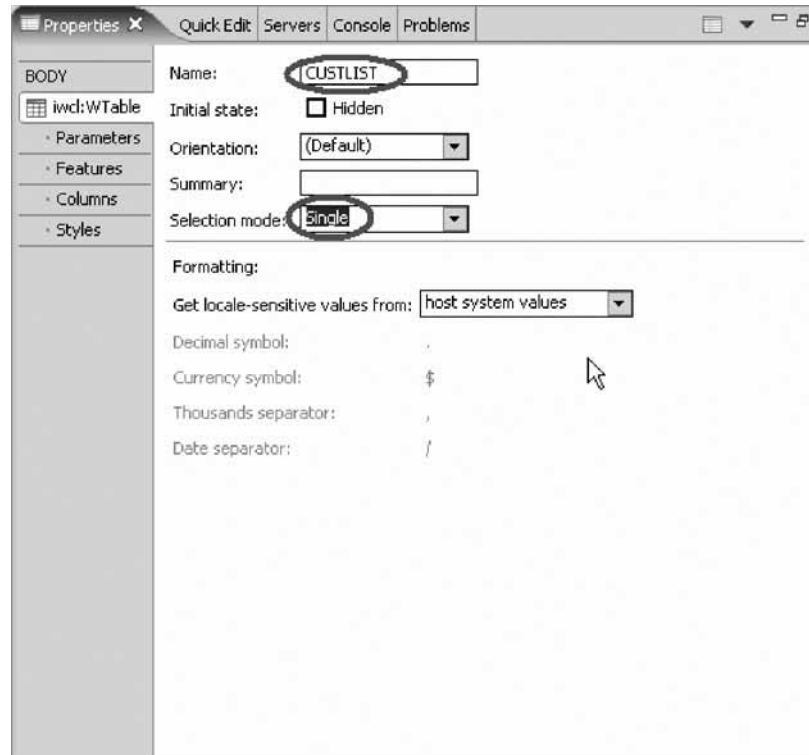 Properties Quick Edit Servers Console Problems
BODY
iwcl:WTable
Parameters
Features
Columns
Styles
Name: CUSTLIST
Initial state: Hidden
Orientation: (Default)
Summary:
Selection mode: Single
Formatting:
Get locale-sensitive values from: host system values
Decimal symbol: .
Currency symbol: $
Thousands separator: ,
Date separator: /